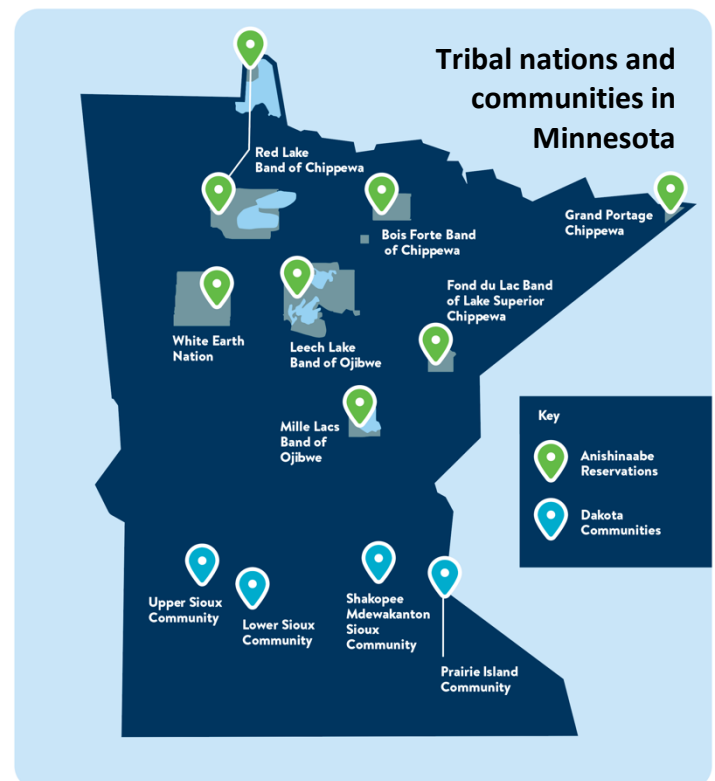 Tribal nations and
communities in
Minnesota
Red Lake
Band of Chippewa
Bois Forte Band
of Chippewa
Grand Portage
Chippewa
Fond du Lac Band
of Lake Superior
Chippewa
White Earth
Nation
Leech Lake
Band of Ojibwe
Mille Lacs
Band of
Ojibwe
Key
Anishinaabe
Reservations
Dakota
Communities
Upper Sioux
Community
Lower Sioux
Community
Shakopee
Mdewakanton
Sioux
Community
Prairie Island
Community